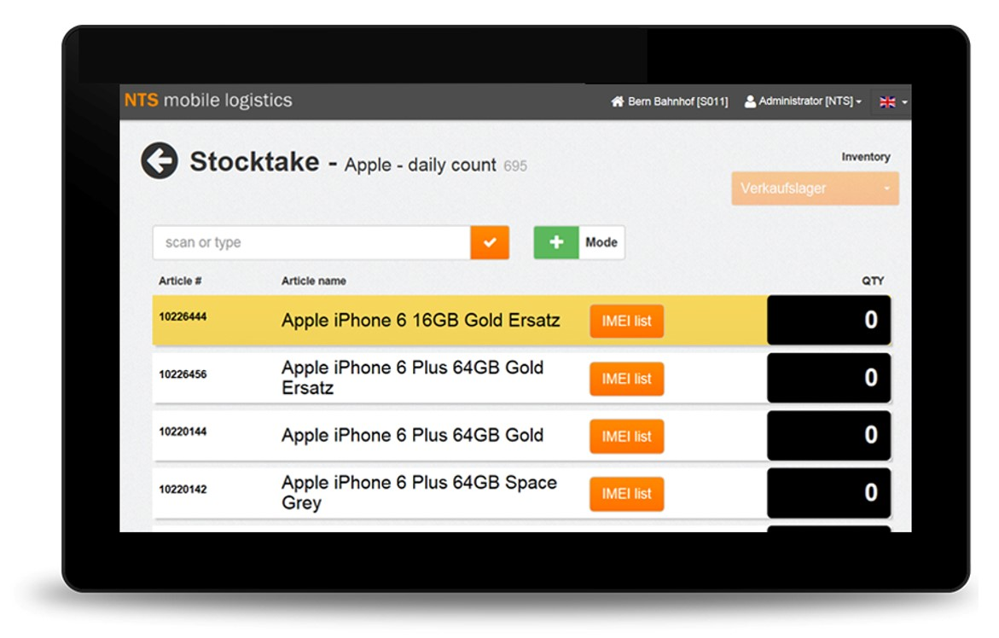 NTS mobile logistics
Bern Bahnhof [S011]
Administrator [NTS]
Stocktake - Apple - daily count 695
Inventory
Verkaufslager
scan or type
Mode
Article #
Article name
QTY
10226444
Apple iPhone 6 16GB Gold Ersatz
IMEI list
0
10226456
Apple iPhone 6 Plus 64GB Gold
Ersatz
IMEI list
0
10220144
Apple iPhone 6 Plus 64GB Gold
IMEI list
0
10220142
Apple iPhone 6 Plus 64GB Space
Grey
IMEI list
0